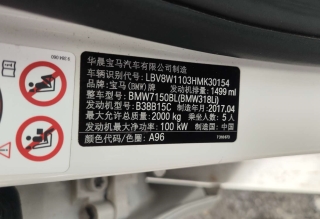 华晨宝马汽车有限公司制造
车辆识别代号: LBV8W1103HMK30154
品牌: 宝马(BMW)牌 发动机排量: 1499 ml
整车型号: BMW7150BL(BMW318Li)
发动机型号: B38B15C 制造年月: 2017.04
最大允许总质量: 2000 kg 乘坐人数: 5人
发动机最大净功率: 100 kW 制造国: 中国
颜色代码/色圈: A96